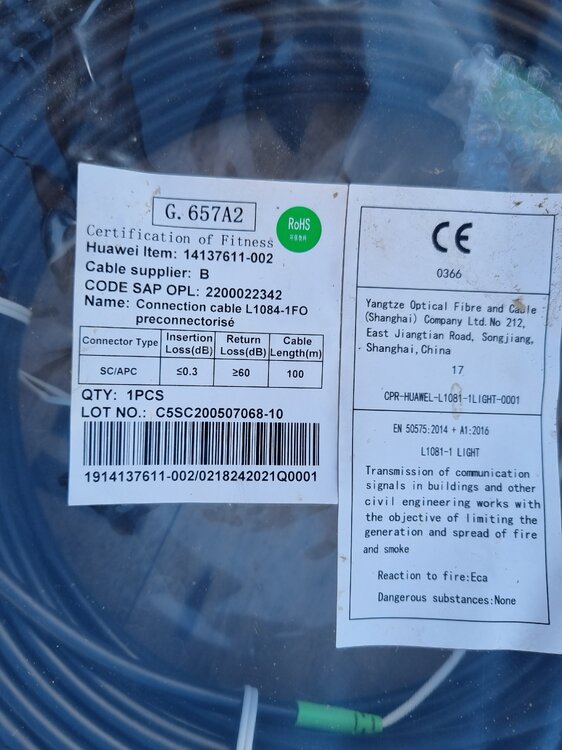 G.657A2
RoHS
Certification of Fitness
Huawei Item: 14137611-002
Cable supplier: B
CODE SAP OPL: 2200022342
Name: Connection cable L1084-1FO
preconnectorisé
Connector Type Insertion Loss(dB) Return Loss(dB) Cable Length(m)
SC/APC ≤0.3 ≥60 100
QTY: 1PCS
LOT NO.: C5SC200507068-10
1914137611-002/0218242021Q0001
CE
0366
Yangtze Optical Fibre and Cable
(Shanghai) Company Ltd. No 212,
East Jiangtian Road, Songjiang,
Shanghai, China
17
CPR-HUAWEL-L1081-1LIGHT-0001
EN 50575:2014 + A1:2016
L1081-1 LIGHT
Transmission of communication
signals in buildings and other
civil engineering works with
the objective of limiting the
generation and spread of fire
and smoke
Reaction to fire:Eca
Dangerous substances:None